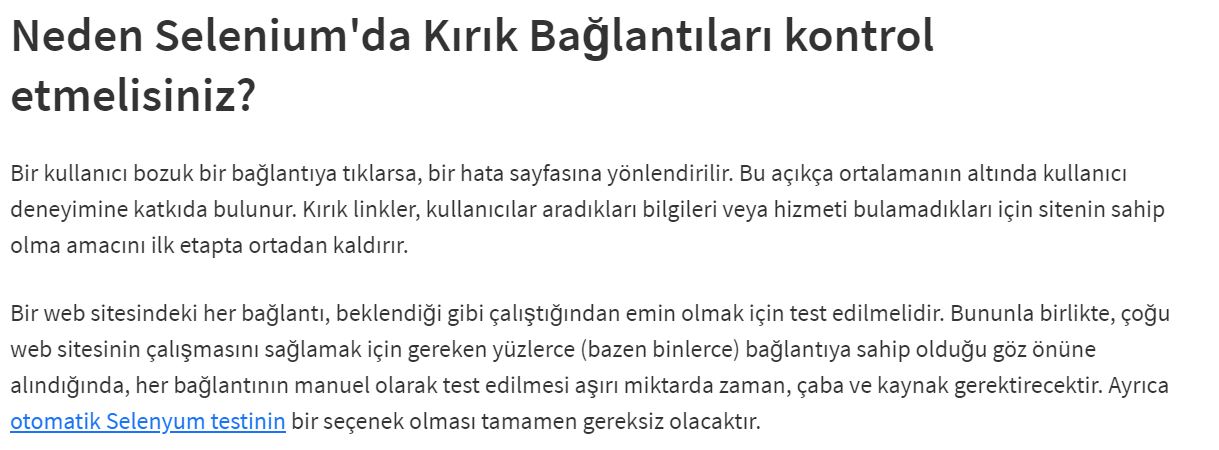 Neden Selenium'da Kırık Bağlantıları kontrol
etmelisiniz?
Bir kullanıcı bozuk bir bağlantıya tıklarsa, bir hata sayfasına yönlendirilir. Bu açıkça ortalamanın altında kullanıcı
deneyimine katkıda bulunur. Kırık linkler, kullanıcılar aradıkları bilgileri veya hizmeti bulamadıkları için sitenin sahip
olma amacını ilk etapta ortadan kaldırır.
Bir web sitesindeki her bağlantı, beklendiği gibi çalıştığından emin olmak için test edilmelidir. Bununla birlikte, çoğu
web sitesinin çalışmasını sağlamak için gereken yüzlerce (bazen binlerce) bağlantıya sahip olduğu göz önüne
alındığında, her bağlantının manuel olarak test edilmesi aşırı miktarda zaman, çaba ve kaynak gerektirecektir. Ayrıca
otomatik Selenyum testinin bir seçenek olması tamamen gereksiz olacaktır.